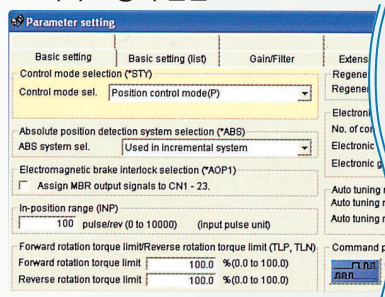 Parameter setting
Basic setting Basic setting (list) Gain/Filter Extens
Control mode selection (*STY)
Control mode sel. Position control mode(P)
Absolute position detection system selection (*ABS)
ABS system sel. Used in incremental system
Electromagnetic brake interlock selection (*AOP1)
Assign MBR output signals to CN1 - 23.
In-position range (INP)
100 pulse/rev (0 to 10000) (input pulse unit)
Forward rotation torque limit/Reverse rotation torque limit (TLP, TLN)
Forward rotation torque limit 100.0 %(0.0 to 100.0)
Reverse rotation torque limit 100.0 %(0.0 to 100.0)
Regene
Regener
Electroni
No. of co
Electronic
Electronic g
Auto tuning
Auto tuning
Auto tuning
Command p